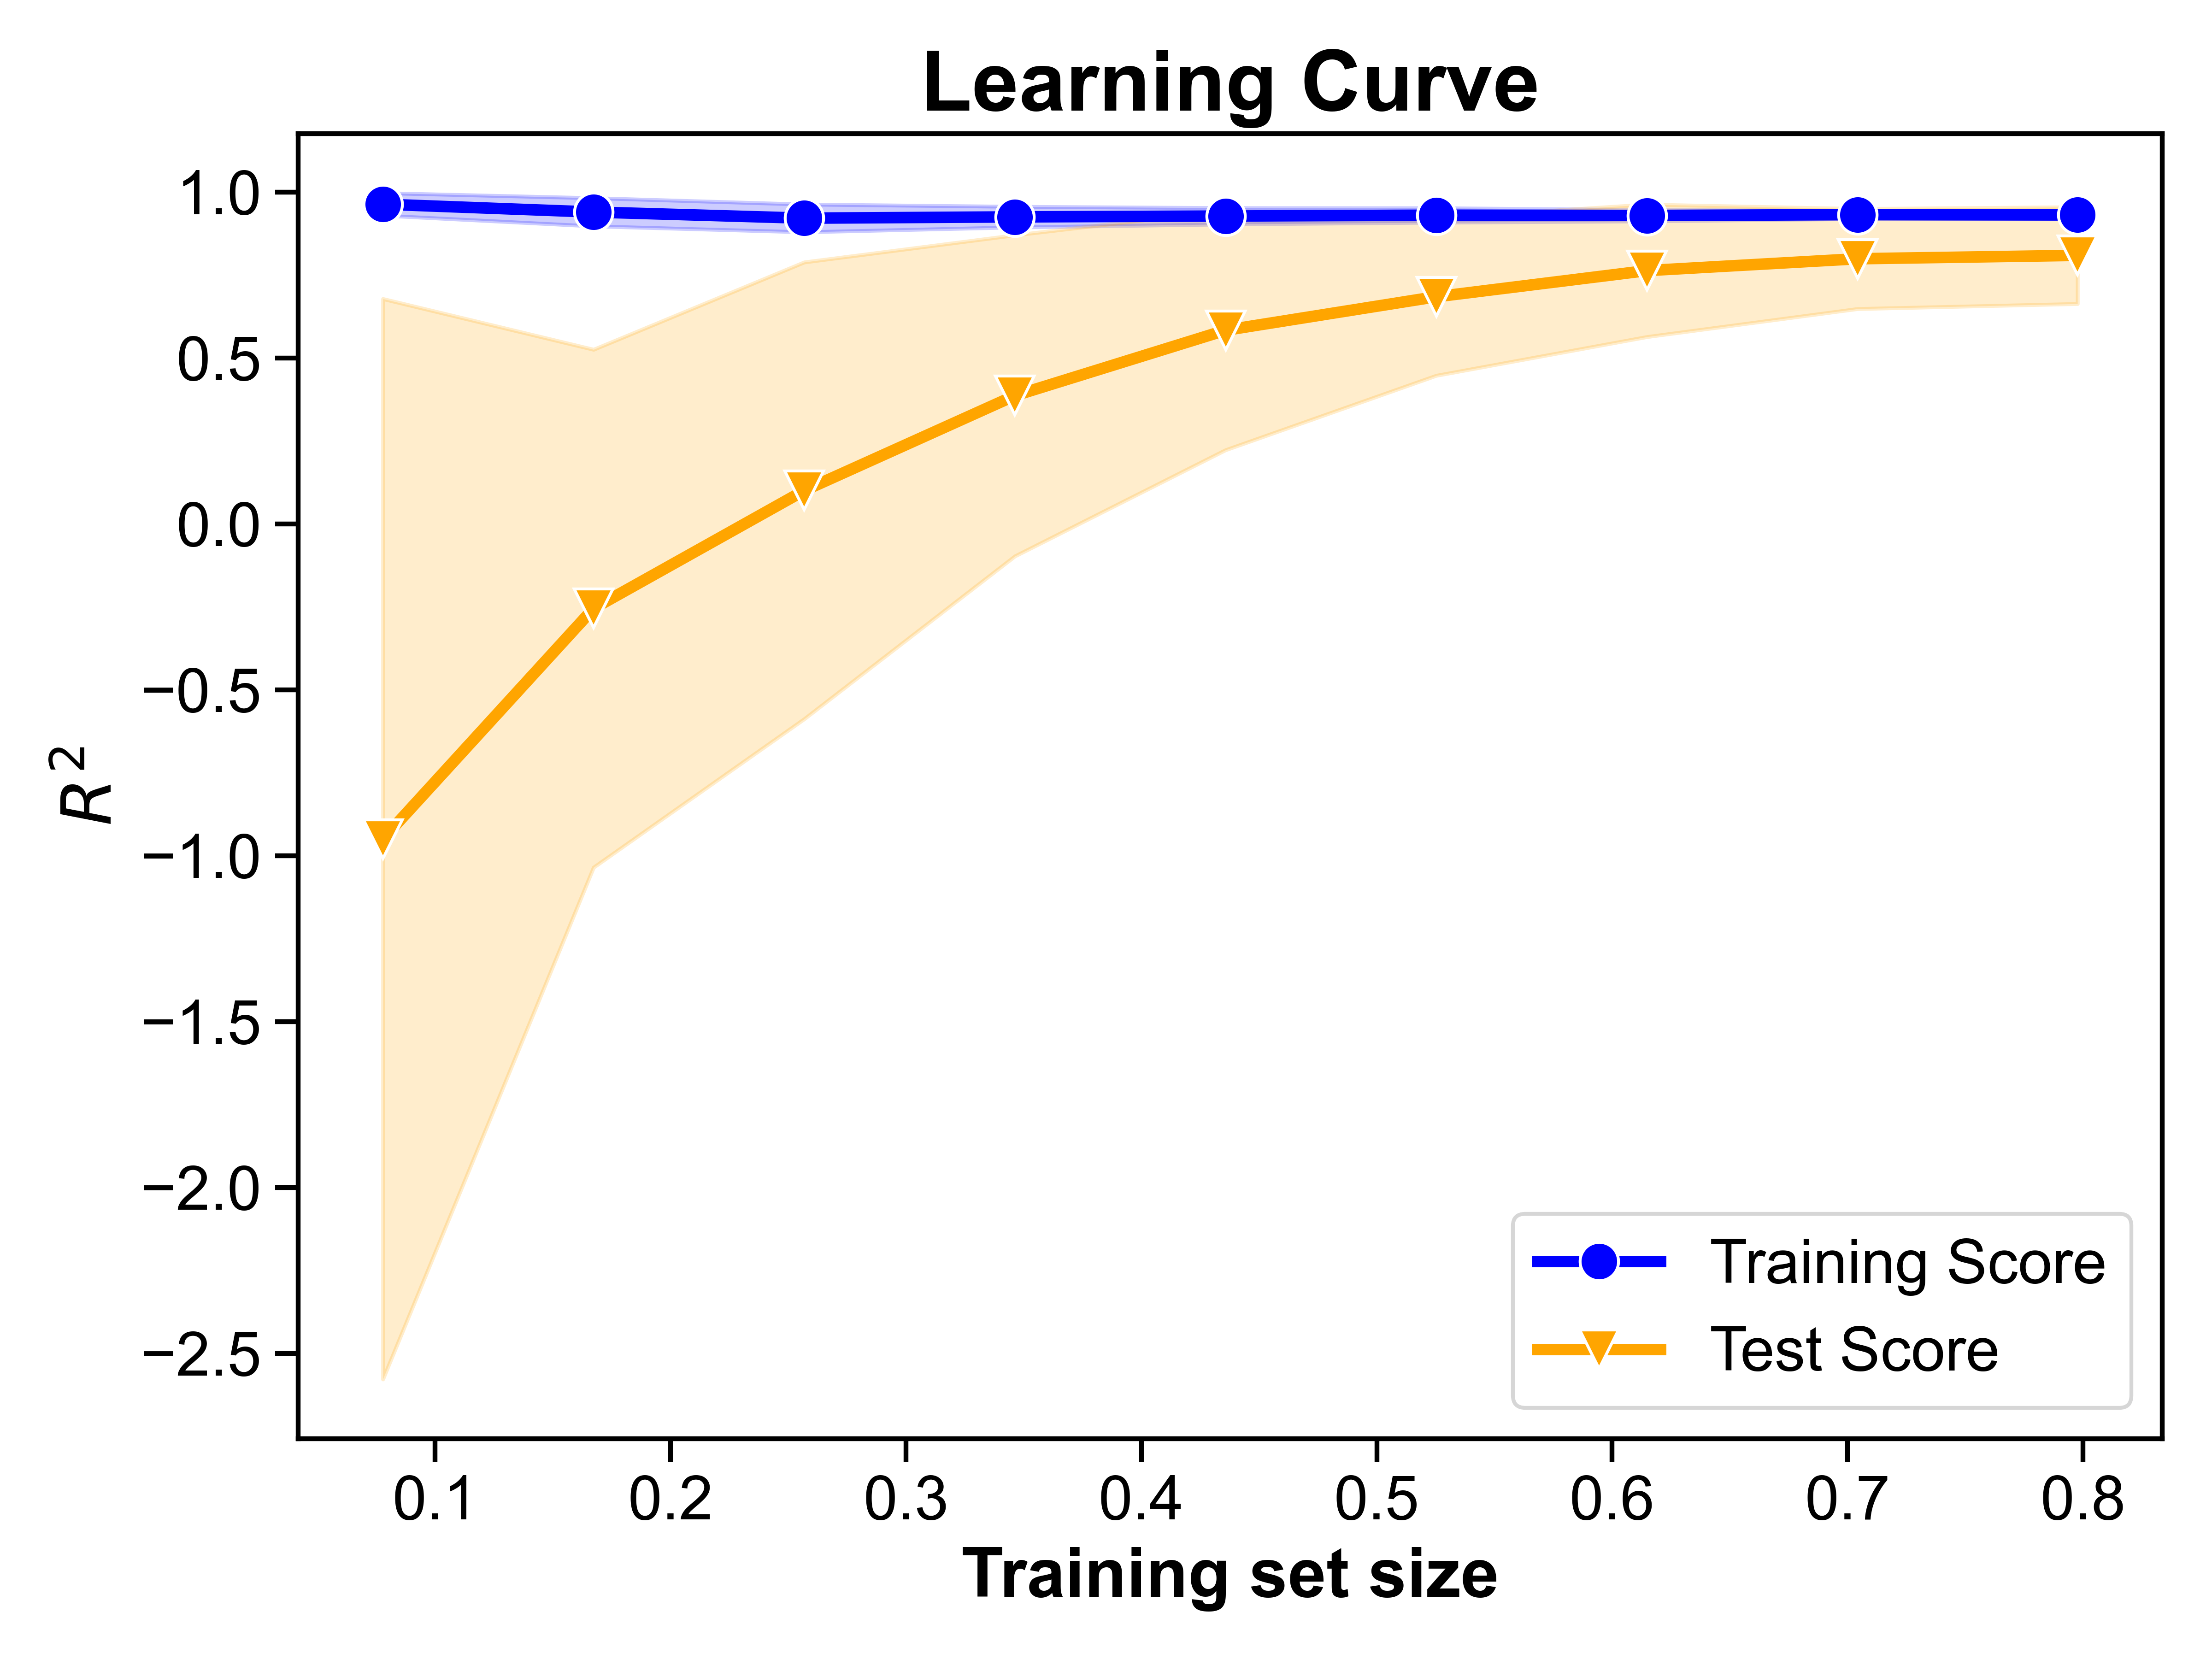 Learning Curve
1.0
0.5
0.0
−0.5
−1.0
−1.5
−2.0
−2.5
R²
Training Score
Test Score
0.1 0.2 0.3 0.4 0.5 0.6 0.7 0.8
Training set size